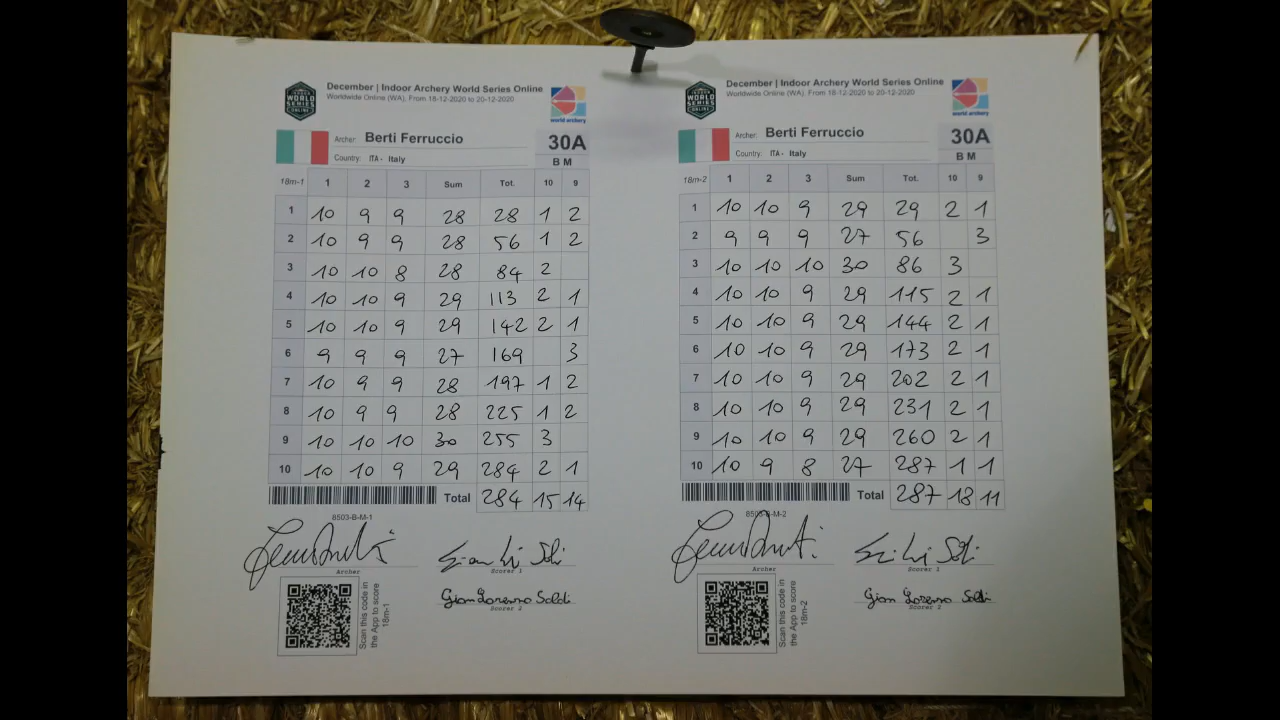 December | Indoor Archery World Series Online
Worldwide Online (WA), From 18-12-2020 to 20-12-2020
INDOOR WORLD SERIES ONLINE
world archery
Archer: Berti Ferruccio 30A
Country: ITA - Italy B M
18m-1 1 2 3 Sum Tot. 10 9
1 10 9 9 28 28 1 2
2 10 9 9 28 56 1 2
3 10 10 8 28 84 2
4 10 10 9 29 113 2 1
5 10 10 9 29 142 2 1
6 9 9 9 27 169 3
7 10 9 9 28 197 1 2
8 10 9 9 28 225 1 2
9 10 10 10 30 255 3
10 10 10 9 29 284 2 1
Total 284 15 14
8503-B-M-1
Archer
Scorer 1
Gian Lorenzo Soldi
Scorer 2
Scan this code in
the App to score
18m-1
December | Indoor Archery World Series Online
Worldwide Online (WA), From 18-12-2020 to 20-12-2020
INDOOR WORLD SERIES ONLINE
world archery
Archer: Berti Ferruccio 30A
Country: ITA - Italy B M
18m-2 1 2 3 Sum Tot. 10 9
1 10 10 9 29 29 2 1
2 9 9 9 27 56 3
3 10 10 10 30 86 3
4 10 10 9 29 115 2 1
5 10 10 9 29 144 2 1
6 10 10 9 29 173 2 1
7 10 10 9 29 202 2 1
8 10 10 9 29 231 2 1
9 10 10 9 29 260 2 1
10 10 9 8 27 287 1 1
Total 287 18 11
8503-B-M-2
Archer
Scorer 1
Gian Lorenzo Soldi
Scorer 2
Scan this code in
the App to score
18m-2